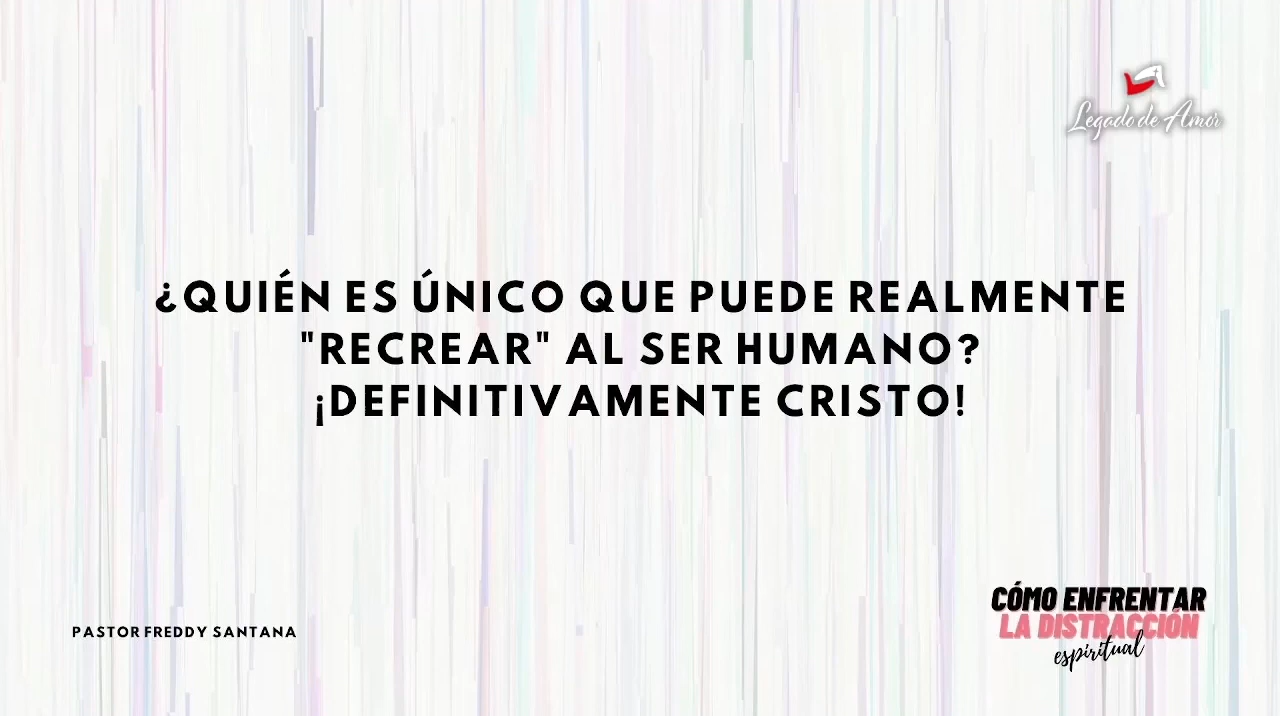 Legado de Amor
¿QUIÉN ES ÚNICO QUE PUEDE REALMENTE
"RECREAR" AL SER HUMANO?
¡DEFINITIVAMENTE CRISTO!
PASTOR FREDDY SANTANA
CÓMO ENFRENTAR
LA DISTRACCIÓN
espiritual